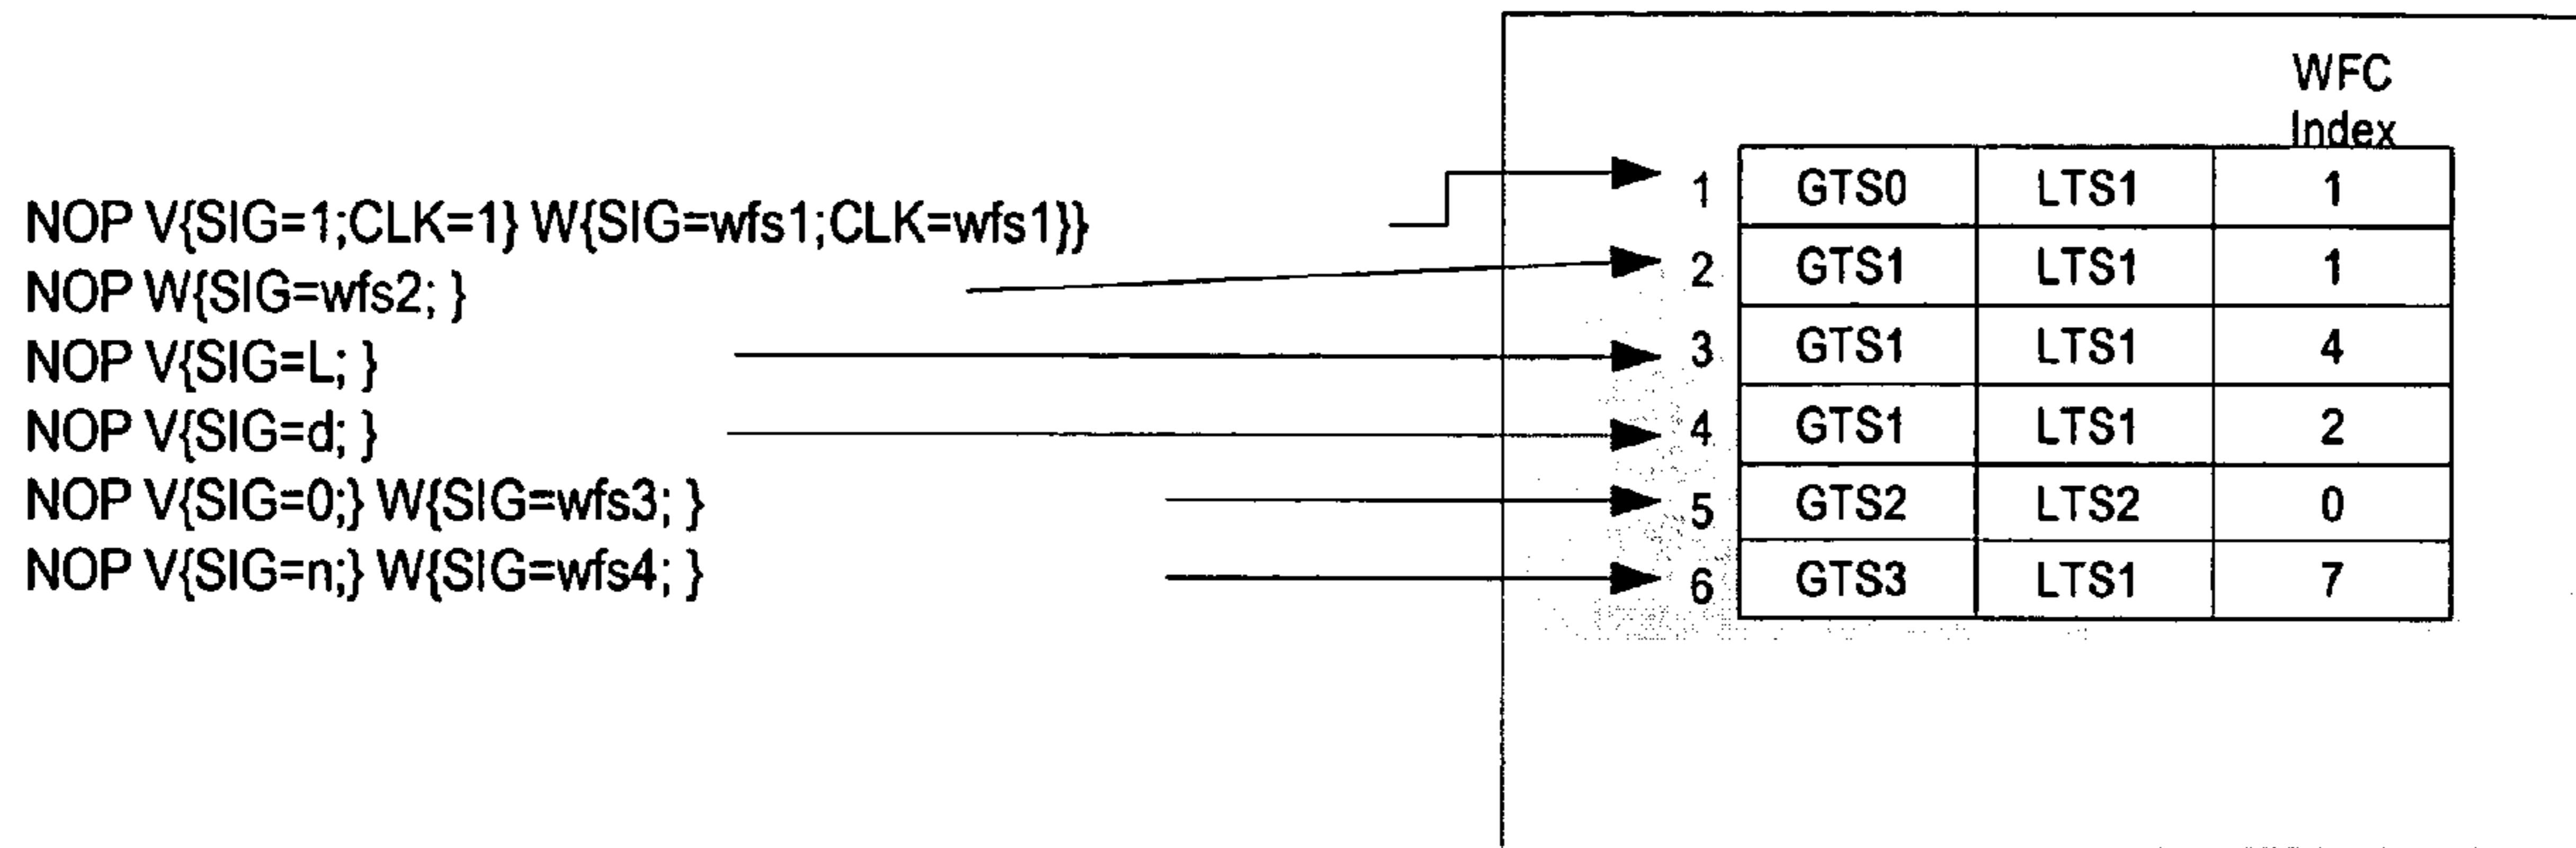 WFC
Index
NOP V{SIG=1;CLK=1} W{SIG=wfs1;CLK=wfs1}}
NOP W{SIG=wfs2; }
NOP V{SIG=L; }
NOP V{SIG=d; }
NOP V{SIG=0;} W{SIG=wfs3; }
NOP V{SIG=n;} W{SIG=wfs4; }
1 GTS0 LTS1 1
2 GTS1 LTS1 1
3 GTS1 LTS1 4
4 GTS1 LTS1 2
5 GTS2 LTS2 0
6 GTS3 LTS1 7